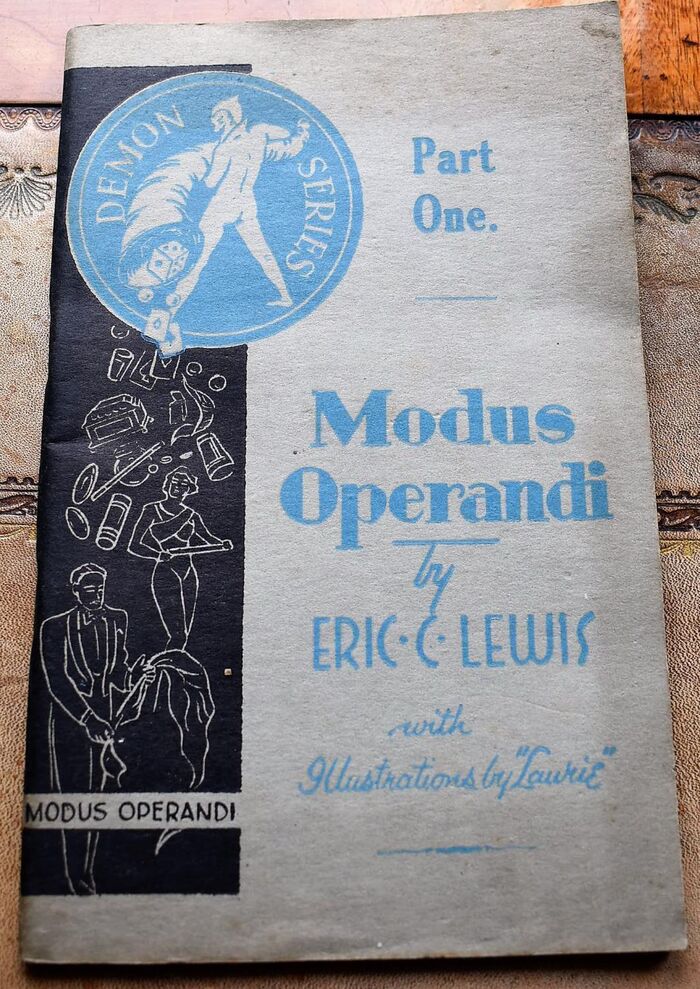 DEMON SERIES
Part
One.
Modus
Operandi
by
ERIC·C·LEWIS
with
Illustrations by "Laurie"
MODUS OPERANDI